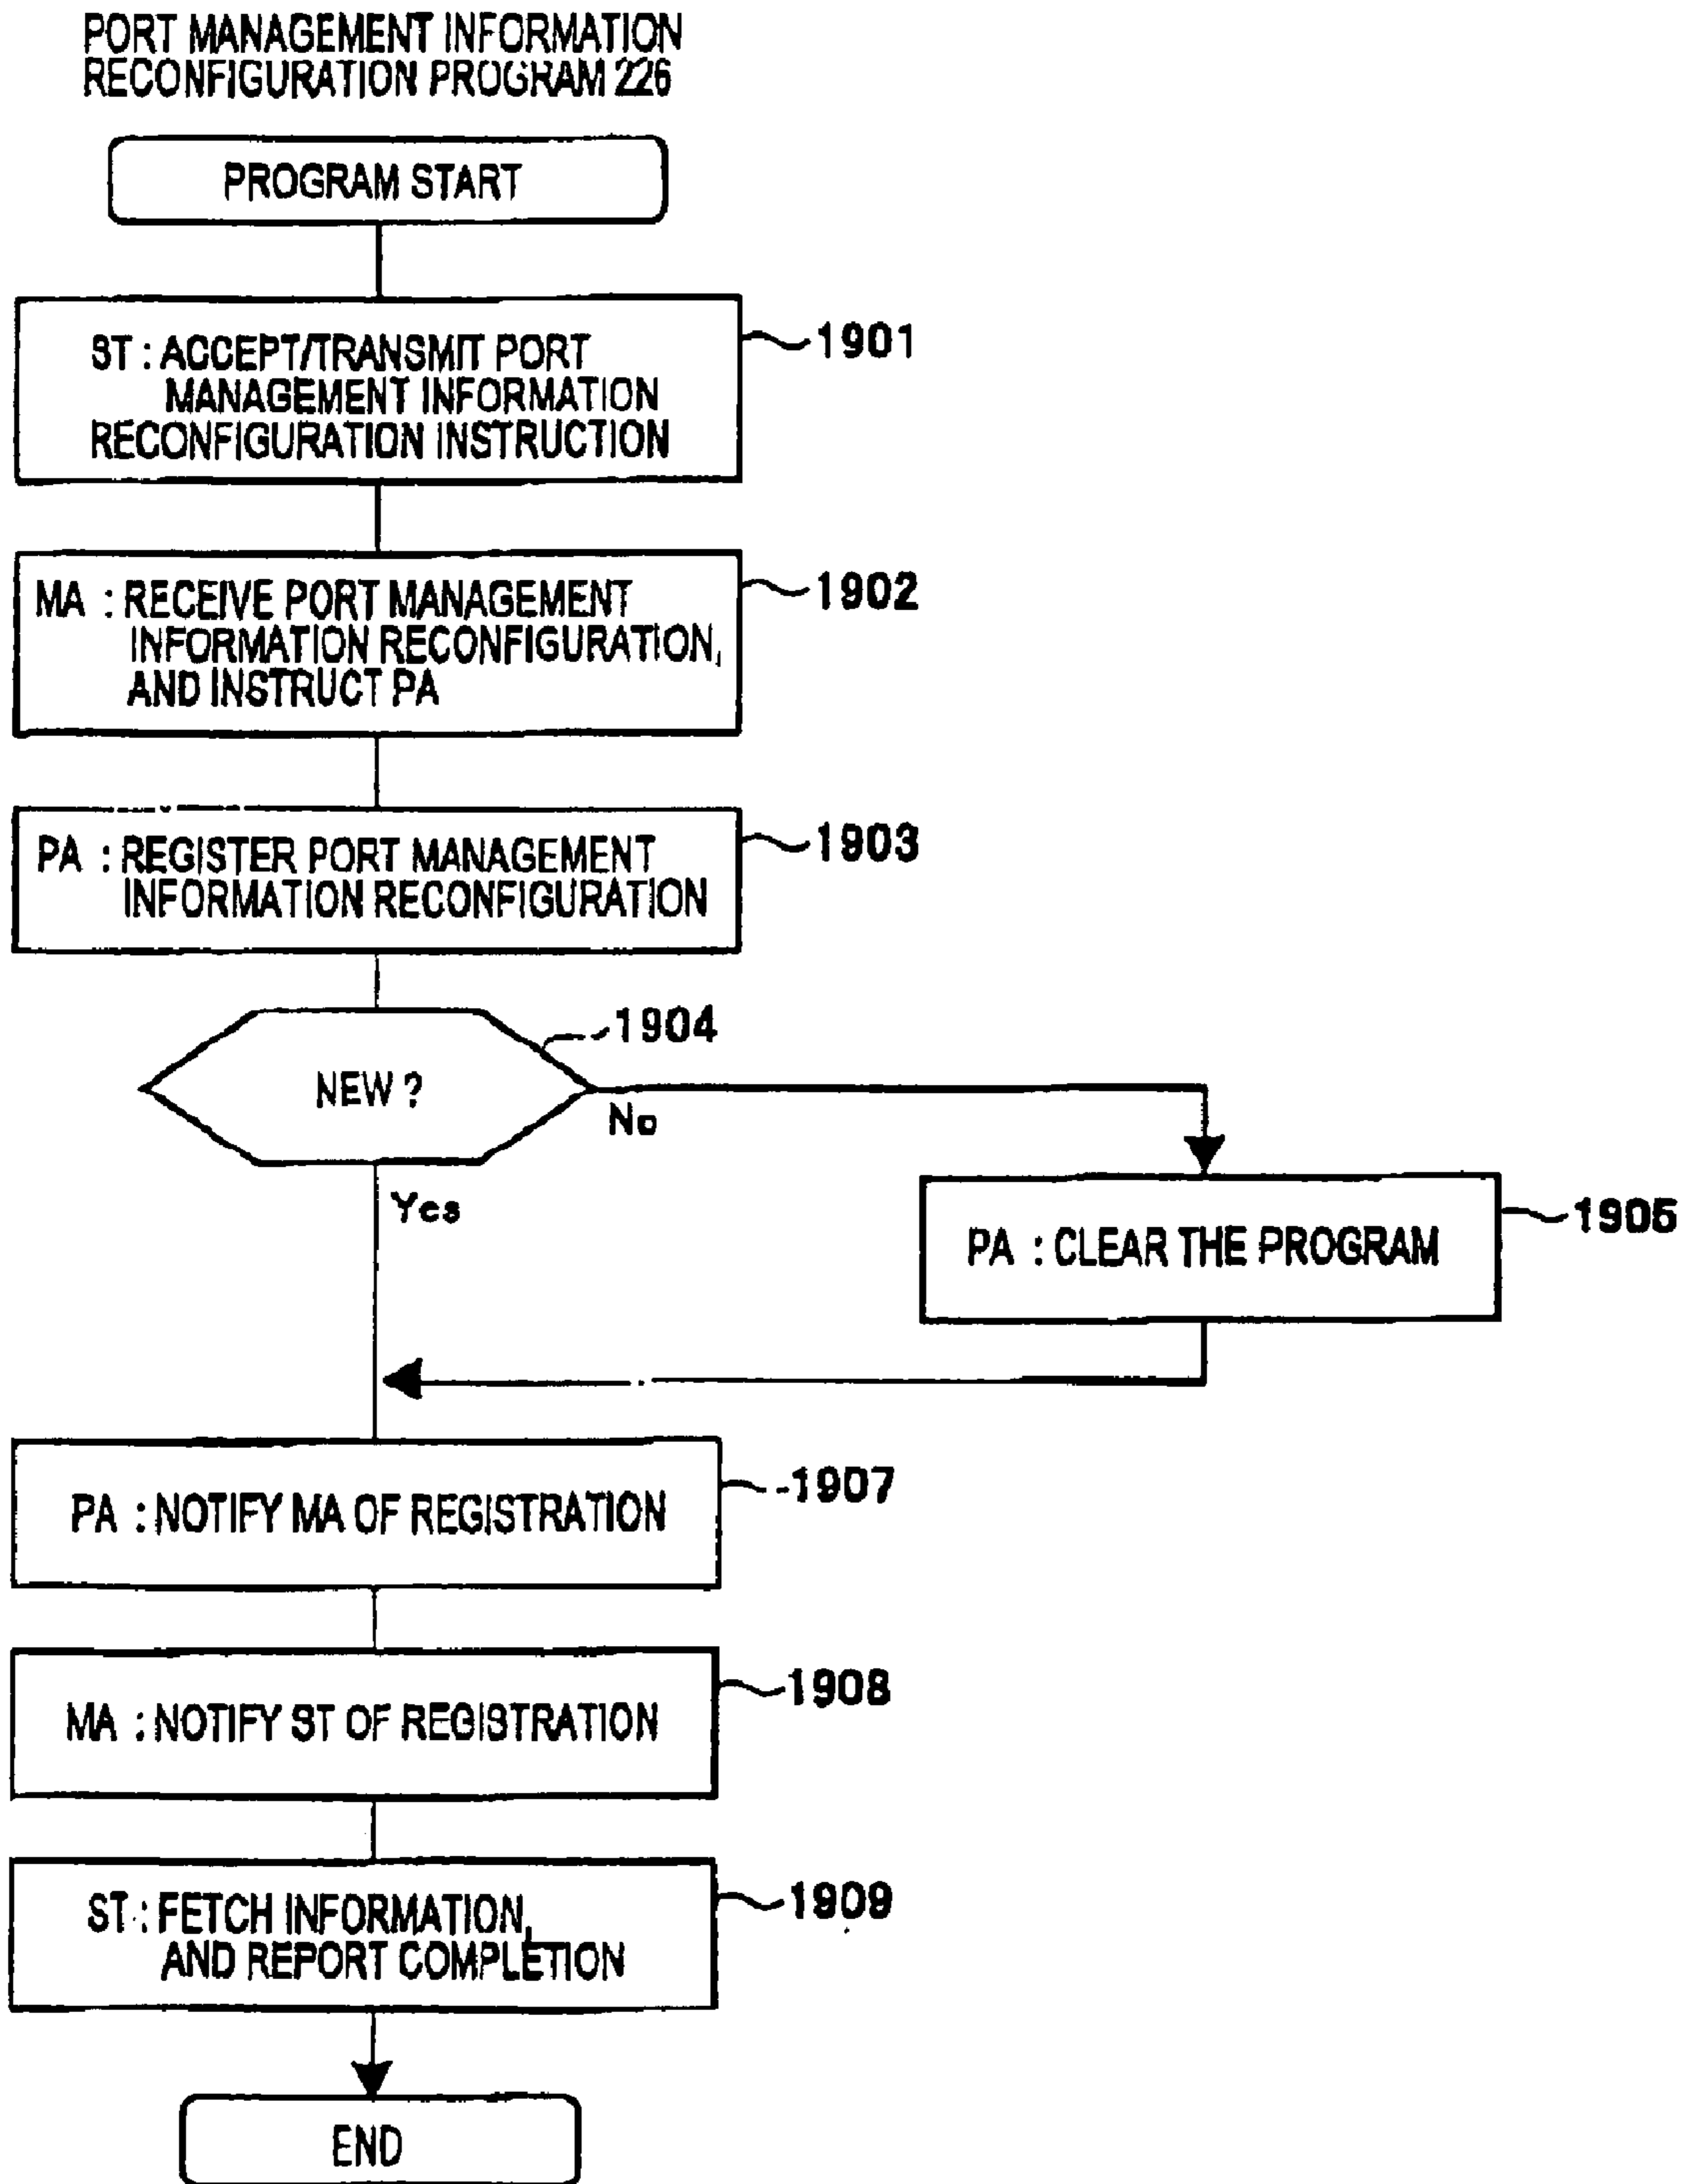 PORT MANAGEMENT INFORMATION
RECONFIGURATION PROGRAM 226
PROGRAM START
ST : ACCEPT/TRANSMIT PORT
MANAGEMENT INFORMATION
RECONFIGURATION INSTRUCTION
1901
MA : RECEIVE PORT MANAGEMENT
INFORMATION RECONFIGURATION,
AND INSTRUCT PA
1902
PA : REGISTER PORT MANAGEMENT
INFORMATION RECONFIGURATION
1903
1904
NEW ?
No
Yes
PA : CLEAR THE PROGRAM
1905
PA : NOTIFY MA OF REGISTRATION
1907
MA : NOTIFY ST OF REGISTRATION
1908
ST : FETCH INFORMATION,
AND REPORT COMPLETION
1909
END